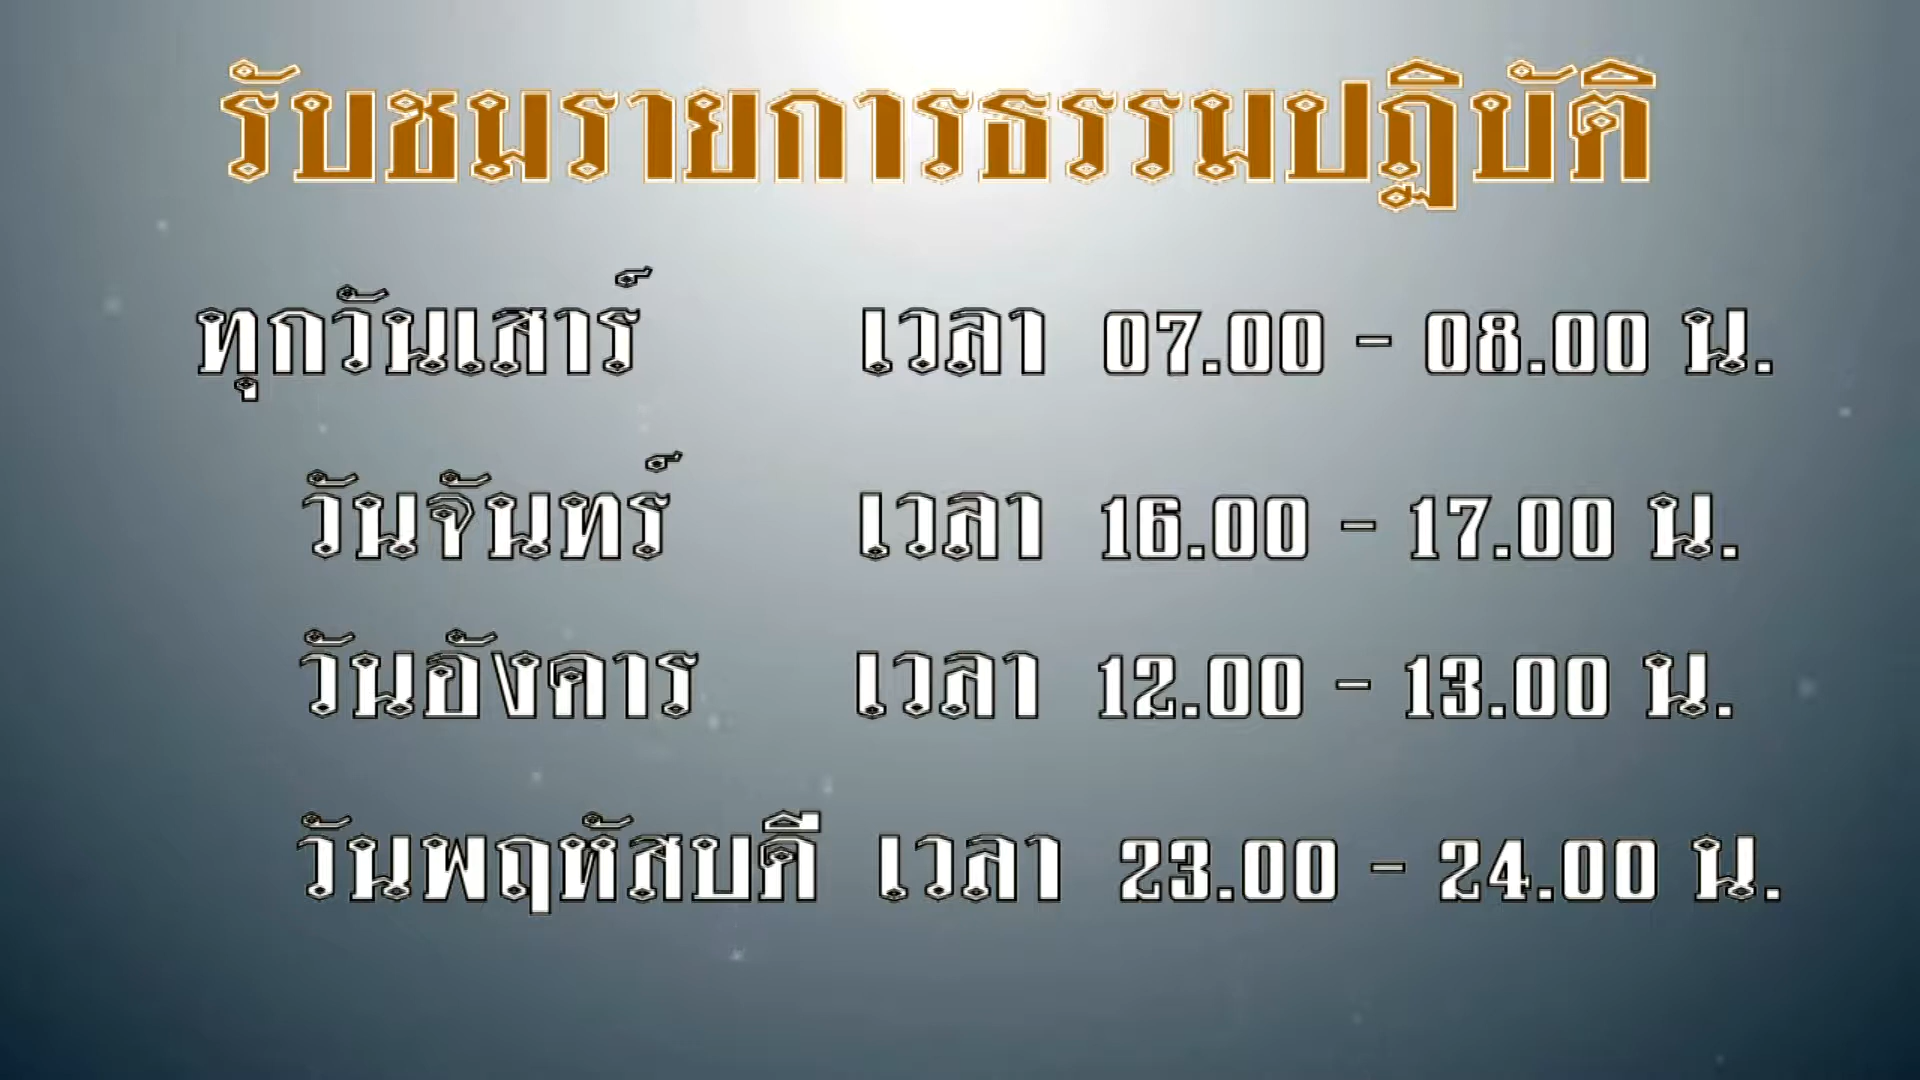 รับชมรายการธรรมปฏิบัติ
ทุกวันเสาร์ เวลา 07.00 - 08.00 น.
วันจันทร์ เวลา 16.00 - 17.00 น.
วันอังคาร เวลา 12.00 - 13.00 น.
วันพฤหัสบดี เวลา 23.00 - 24.00 น.